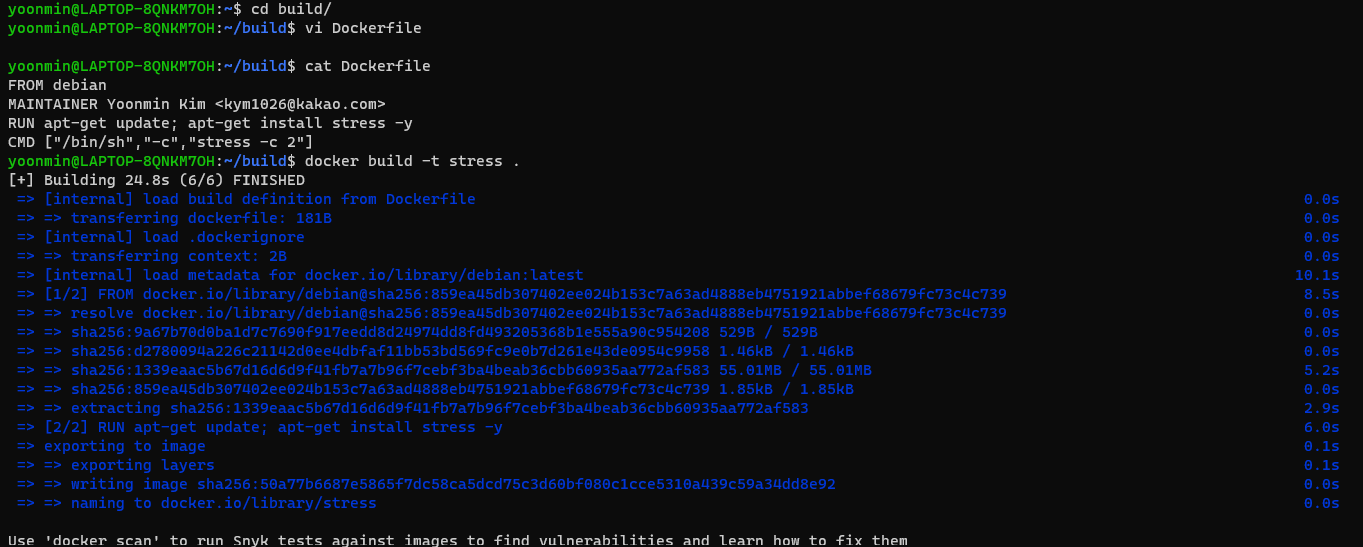 yoonmin@LAPTOP-8QNKM7OH:~$ cd build/
yoonmin@LAPTOP-8QNKM7OH:~/build$ vi Dockerfile
yoonmin@LAPTOP-8QNKM7OH:~/build$ cat Dockerfile
FROM debian
MAINTAINER Yoonmin Kim <kym1026@kakao.com>
RUN apt-get update; apt-get install stress -y
CMD ["/bin/sh","-c","stress -c 2"]
yoonmin@LAPTOP-8QNKM7OH:~/build$ docker build -t stress .
[+] Building 24.8s (6/6) FINISHED
=> [internal] load build definition from Dockerfile 0.0s
=> => transferring dockerfile: 181B 0.0s
=> [internal] load .dockerignore 0.0s
=> => transferring context: 2B 0.0s
=> [internal] load metadata for docker.io/library/debian:latest 10.1s
=> [1/2] FROM docker.io/library/debian@sha256:859ea45db307402ee024b153c7a63ad4888eb4751921abbef68679fc73c4c739 8.5s
=> => resolve docker.io/library/debian@sha256:859ea45db307402ee024b153c7a63ad4888eb4751921abbef68679fc73c4c739 0.0s
=> => sha256:9a67b70d0ba1d7c7690f917eedd8d24974dd8fd493205368b1e555a90c954208 529B / 529B 0.0s
=> => sha256:d2780094a226c21142d0ee4dbfaf11bb53bd569fc9e0b7d261e43de0954c9958 1.46kB / 1.46kB 0.0s
=> => sha256:1339eaac5b67d16d6d9f41fb7a7b96f7cebf3ba4beab36cbb60935aa772af583 55.01MB / 55.01MB 5.2s
=> => sha256:859ea45db307402ee024b153c7a63ad4888eb4751921abbef68679fc73c4c739 1.85kB / 1.85kB 0.0s
=> => extracting sha256:1339eaac5b67d16d6d9f41fb7a7b96f7cebf3ba4beab36cbb60935aa772af583 2.9s
=> [2/2] RUN apt-get update; apt-get install stress -y 6.0s
=> exporting to image 0.1s
=> => exporting layers 0.1s
=> => writing image sha256:50a77b6687e5865f7dc58ca5dcd75c3d60bf080c1cce5310a439c59a34dd8e92 0.0s
=> => naming to docker.io/library/stress 0.0s
Use 'docker scan' to run Snyk tests against images to find vulnerabilities and learn how to fix them